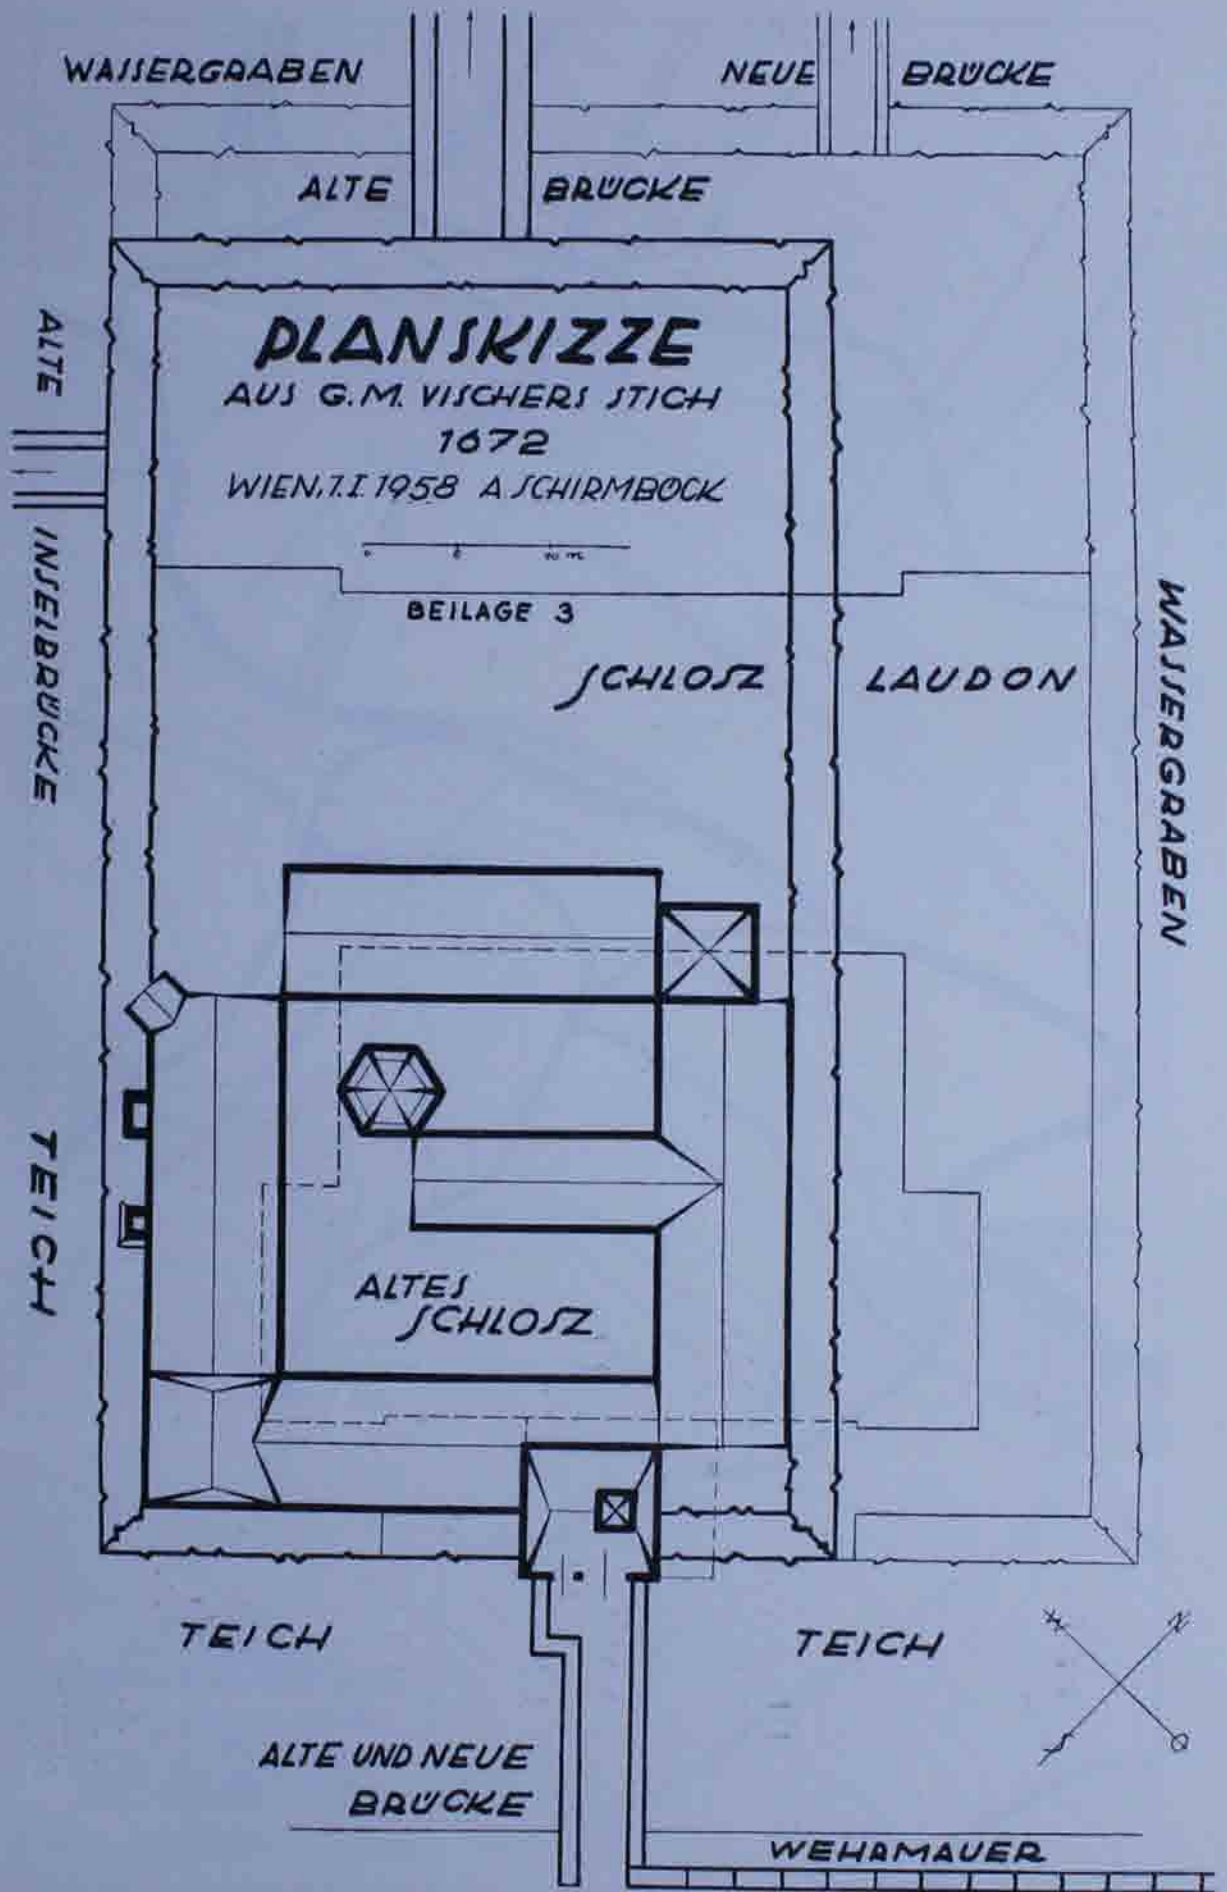 WASSERGRABEN
NEUE BRÜCKE
ALTE BRÜCKE
PLANSKIZZE
AUS G.M. VISCHERS STICH
1672
WIEN, 7.I.1958 A SCHIRMBÖCK
BEILAGE 3
SCHLOSZ LAUDON
ALTE
INSELBRÜCKE
WASSERGRABEN
TEICH
ALTES
SCHLOSZ
TEICH
TEICH
N
O
ALTE UND NEUE
BRÜCKE
WEHRMAUER